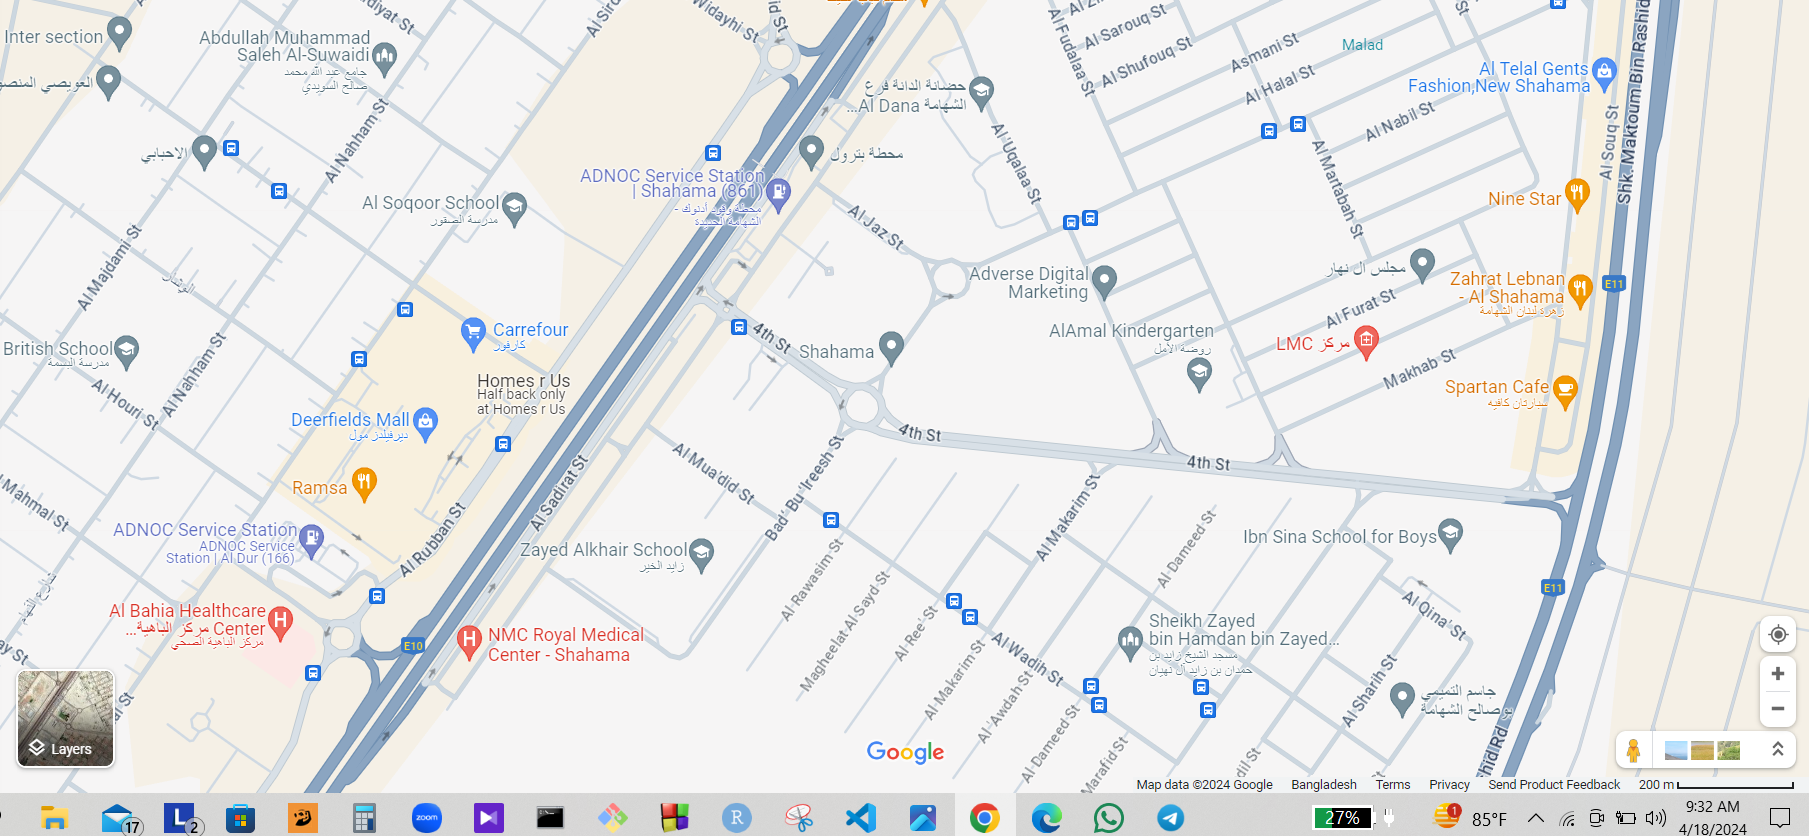 Inter section
العويصي المنصو
Abdullah Muhammad
Saleh Al-Suwaidi
جامع عبد الله محمد
صالح السويدي
الاحبابي
Al Nahham St
Al Majdami St
Al Soqoor School
مدرسة الصقور
Widayhi St
ADNOC Service Station
| Shahama (861)
محطة وقود أدنوك -
الشهامة الجديدة
محطة بترول
حضانة الدانة فرع
الشهامة Al Dana...
Al Fudalaa St
Al Sarouq St
Al Shufouq St
Asmani St
Al Halal St
Malad
Al Nabil St
Al Telal Gents
Fashion,New Shahama
Al Souq St
Shk. Maktoum Bin Rashid
Al 'Uqalaa St
Al Martabah St
Nine Star
Al Jaz St
Adverse Digital
Marketing
مجلس ال نهار
Zahrat Lebnan
- Al Shahama
زهرة لبنان الشهامة
E11
Al Furat St
AlAmal Kindergarten
روضة الأمل
LMC مركز
Makhab St
Spartan Cafe
سبارتان كافيه
British School
مدرسة البسمة
Al Houri St
Al Nahham St
Carrefour
كارفور
Homes r Us
Half back only
at Homes r Us
Deerfields Mall
ديرفيلدز مول
Ramsa
4th St
Shahama
4th St
4th St
Al Mahmal St
ADNOC Service Station
ADNOC Service
Station | Al Dur (166)
Al Rubban St
Al Sadirat St
Al Mua'did St
Bad' Bu 'Ireesh St
Zayed Alkhair School
زايد الخير
Al-Rawasim St
Magheelat Al-Sayd St
Al-Ree' St
Al Makarim St
Al-Makarim St
Al-'Awdah St
Al Wadih St
Al-Dameed St
Al-Dameed St
Marafid St
Ibn Sina School for Boys
E11
Al Qina' St
Al-Sharih St
Sheikh Zayed
bin Hamdan bin Zayed...
مسجد الشيخ زايد بن
حمدان بن زايد آل نهيان
جاسم التميمي
بوصالح الشهامة
Al Bahia Healthcare
Center مركز الباهية...
مركز الباهية الصحي
E10
NMC Royal Medical
Center - Shahama
Layers
Google
Map data ©2024 Google
Bangladesh
Terms
Privacy
Send Product Feedback
200 m
17
L
2
zoom
R
27%
1
85°F
9:32 AM
4/18/2024